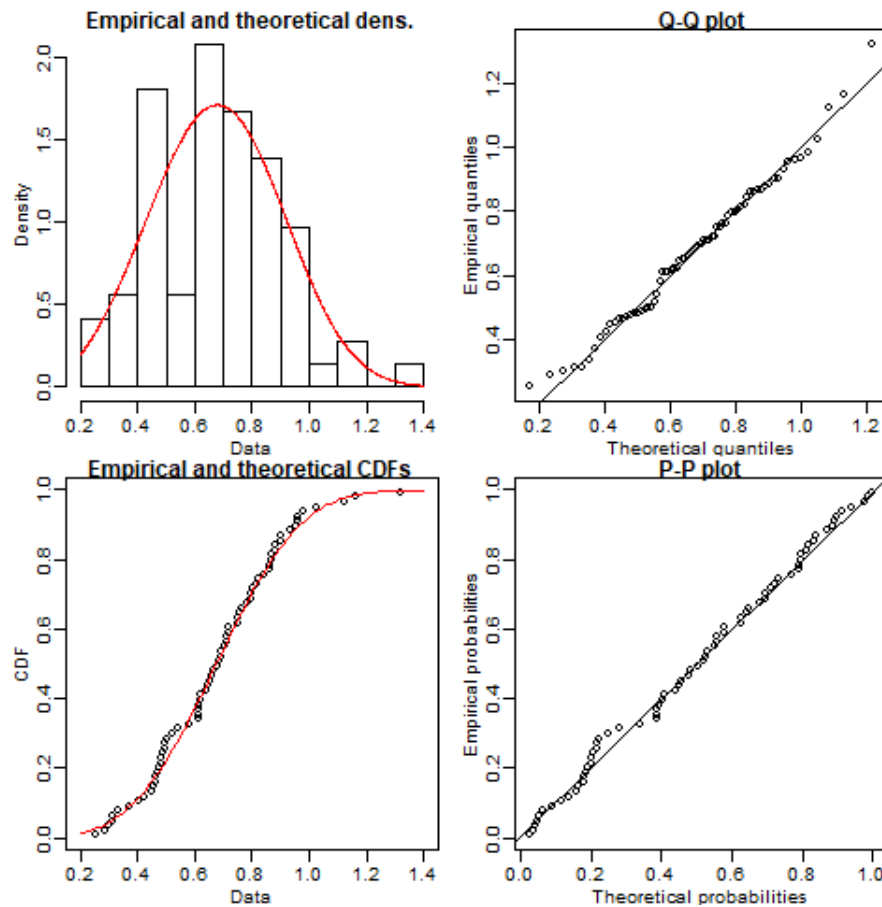 Empirical and theoretical dens.
Density
0.0 0.5 1.0 1.5 2.0
0.2 0.4 0.6 0.8 1.0 1.2 1.4
Data
Q-Q plot
Empirical quantiles
0.4 0.6 0.8 1.0 1.2
0.2 0.4 0.6 0.8 1.0 1.2
Theoretical quantiles
Empirical and theoretical CDFs
CDF
0.0 0.2 0.4 0.6 0.8 1.0
0.2 0.4 0.6 0.8 1.0 1.2 1.4
Data
P-P plot
Empirical probabilities
0.0 0.2 0.4 0.6 0.8 1.0
0.0 0.2 0.4 0.6 0.8 1.0
Theoretical probabilities